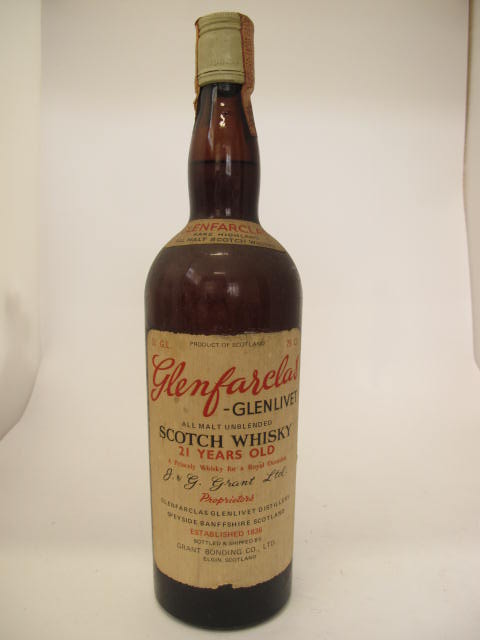 GLENFARCLAS
RARE HIGHLAND
ALL MALT SCOTCH WHISKY
G.L. PRODUCT OF SCOTLAND
Glenfarclas
-GLENLIVET
ALL MALT UNBLENDED
SCOTCH WHISKY
21 YEARS OLD
A Princely Whisky for a Royal Occasion
J. & G. Grant Ltd.
Proprietors
GLENFARCLAS GLENLIVET DISTILLERY
SPEYSIDE BANFFSHIRE SCOTLAND
ESTABLISHED 1836
BOTTLED & SHIPPED BY
GRANT BONDING CO., LTD.
ELGIN, SCOTLAND